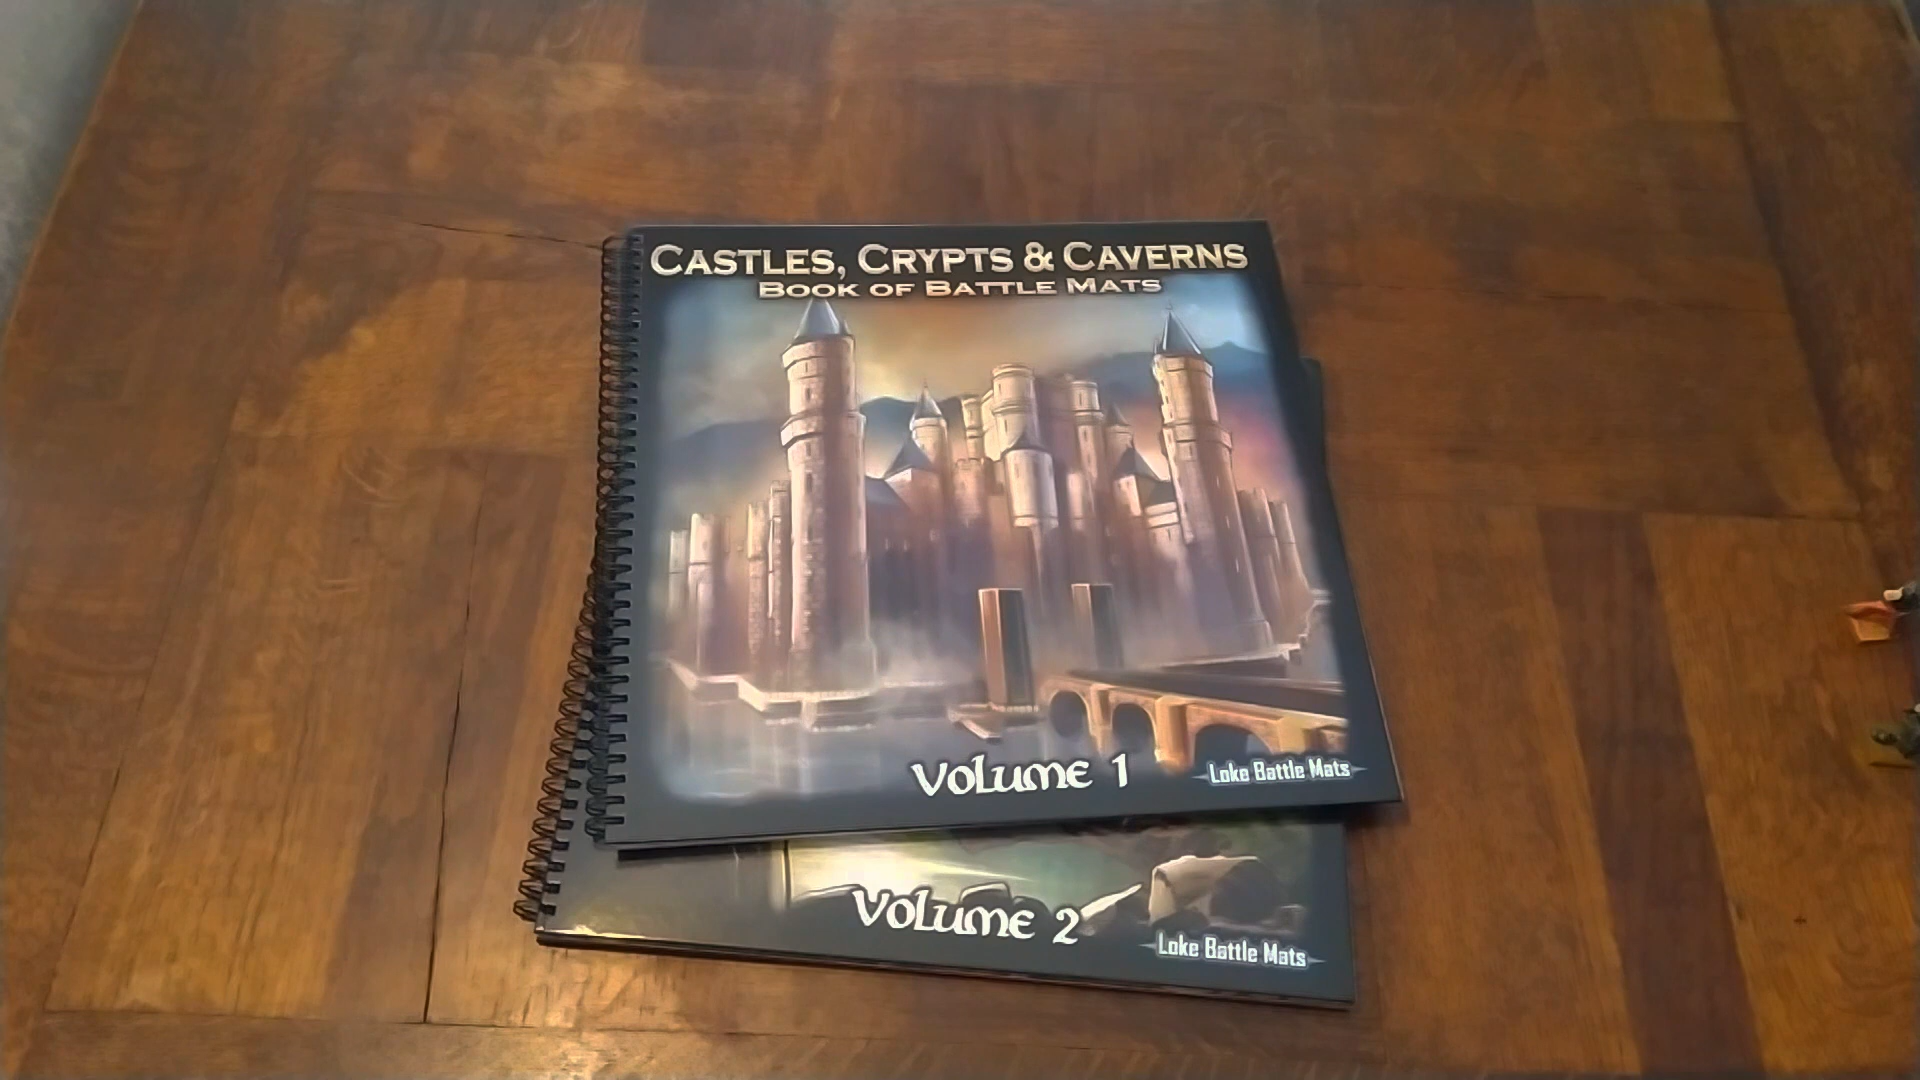 CASTLES, CRYPTS & CAVERNS
BOOK OF BATTLE MATS
VOLUME 1
Loke Battle Mats
VOLUME 2
Loke Battle Mats